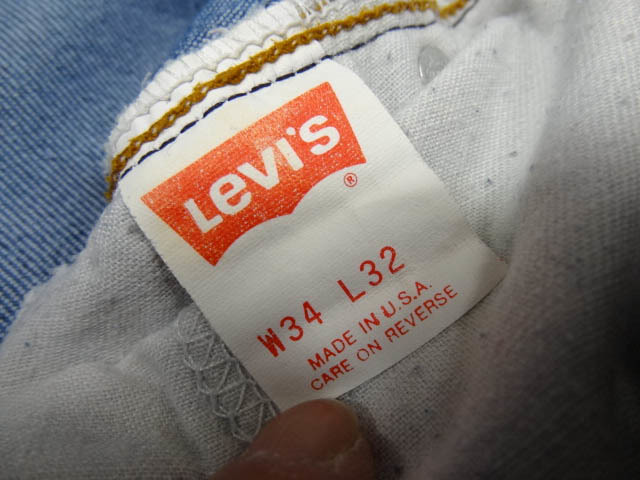 Levi's
®
W34 L32
MADE IN U.S.A.
CARE ON REVERSE